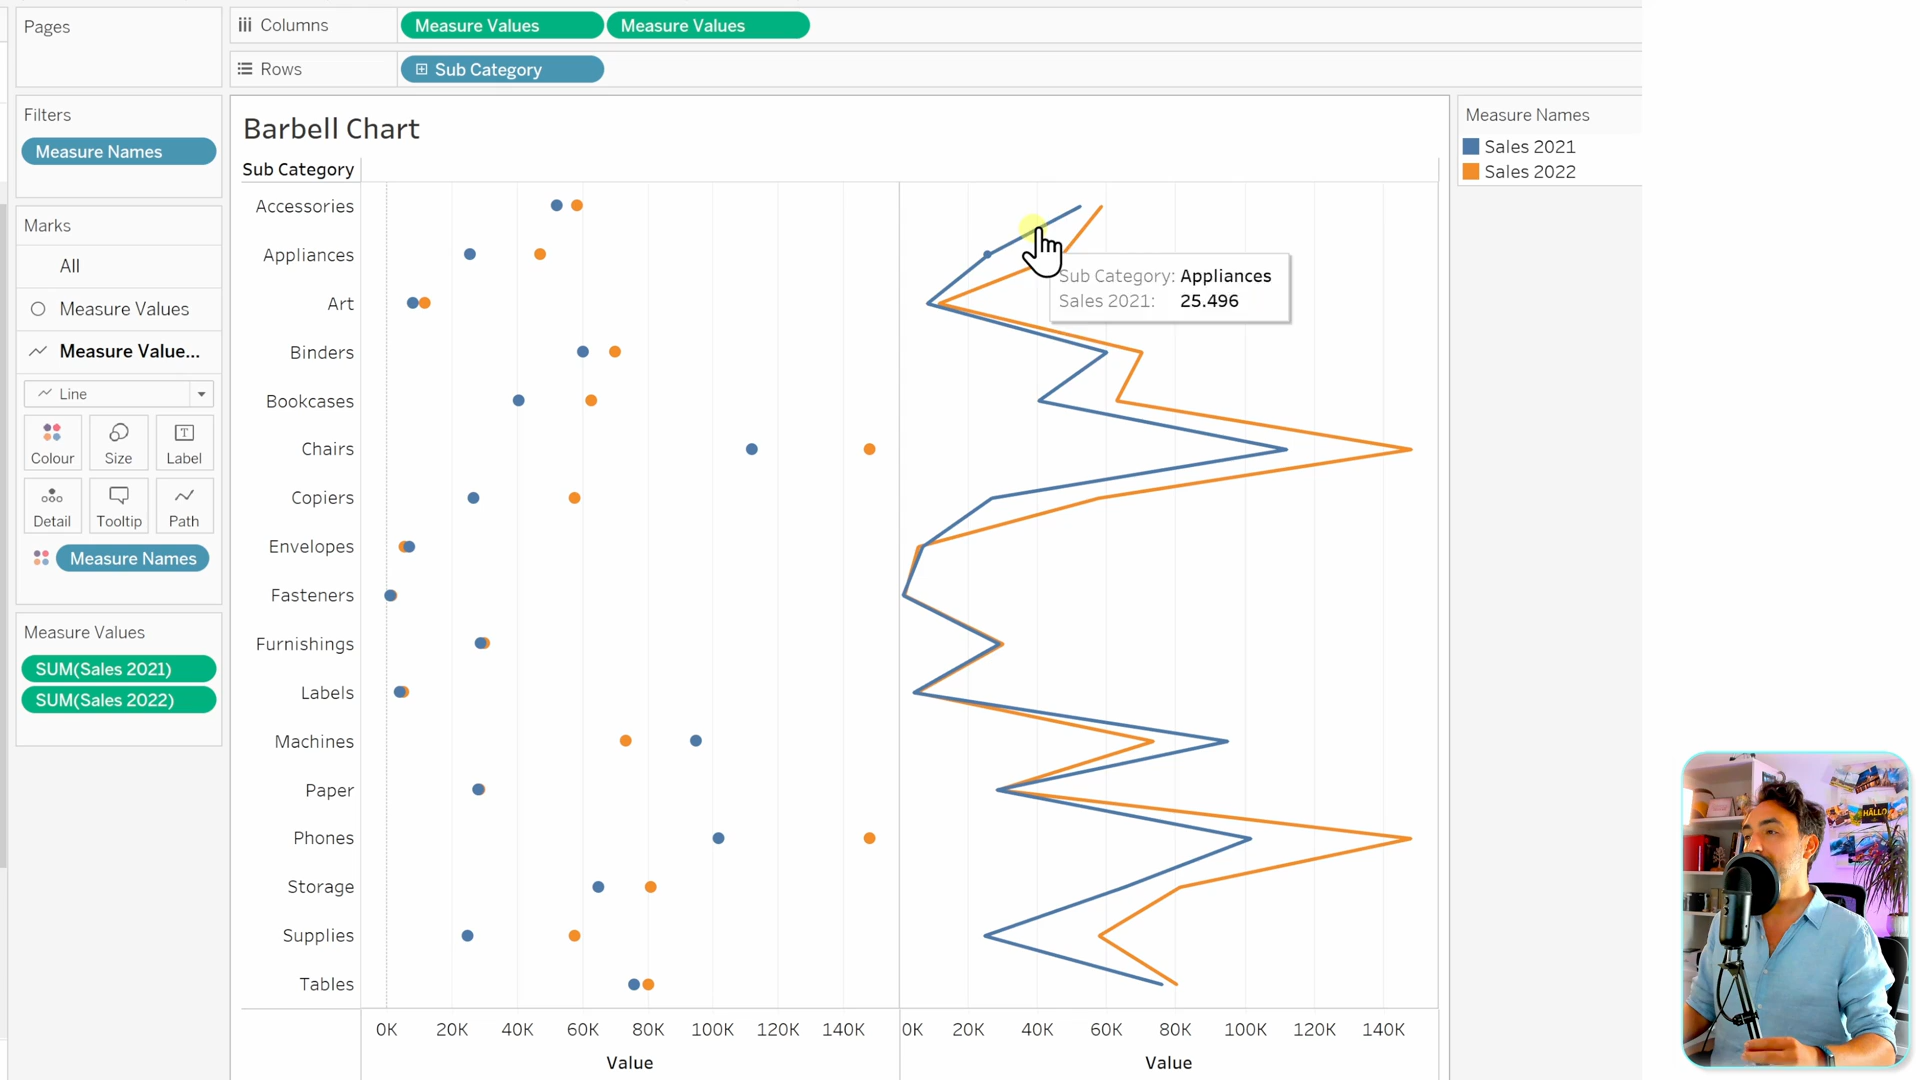 Pages
Columns
Measure Values
Measure Values
Rows
Sub Category
Filters
Measure Names
Marks
All
Measure Values
Measure Value...
Line
Colour
Size
Label
Detail
Tooltip
Path
Measure Names
Measure Values
SUM(Sales 2021)
SUM(Sales 2022)
Barbell Chart
Sub Category
Accessories
Appliances
Art
Binders
Bookcases
Chairs
Copiers
Envelopes
Fasteners
Furnishings
Labels
Machines
Paper
Phones
Storage
Supplies
Tables
Sub Category: Appliances
Sales 2021: 25.496
0K 20K 40K 60K 80K 100K 120K 140K
Value
0K 20K 40K 60K 80K 100K 120K 140K
Value
Measure Names
Sales 2021
Sales 2022
HALLO